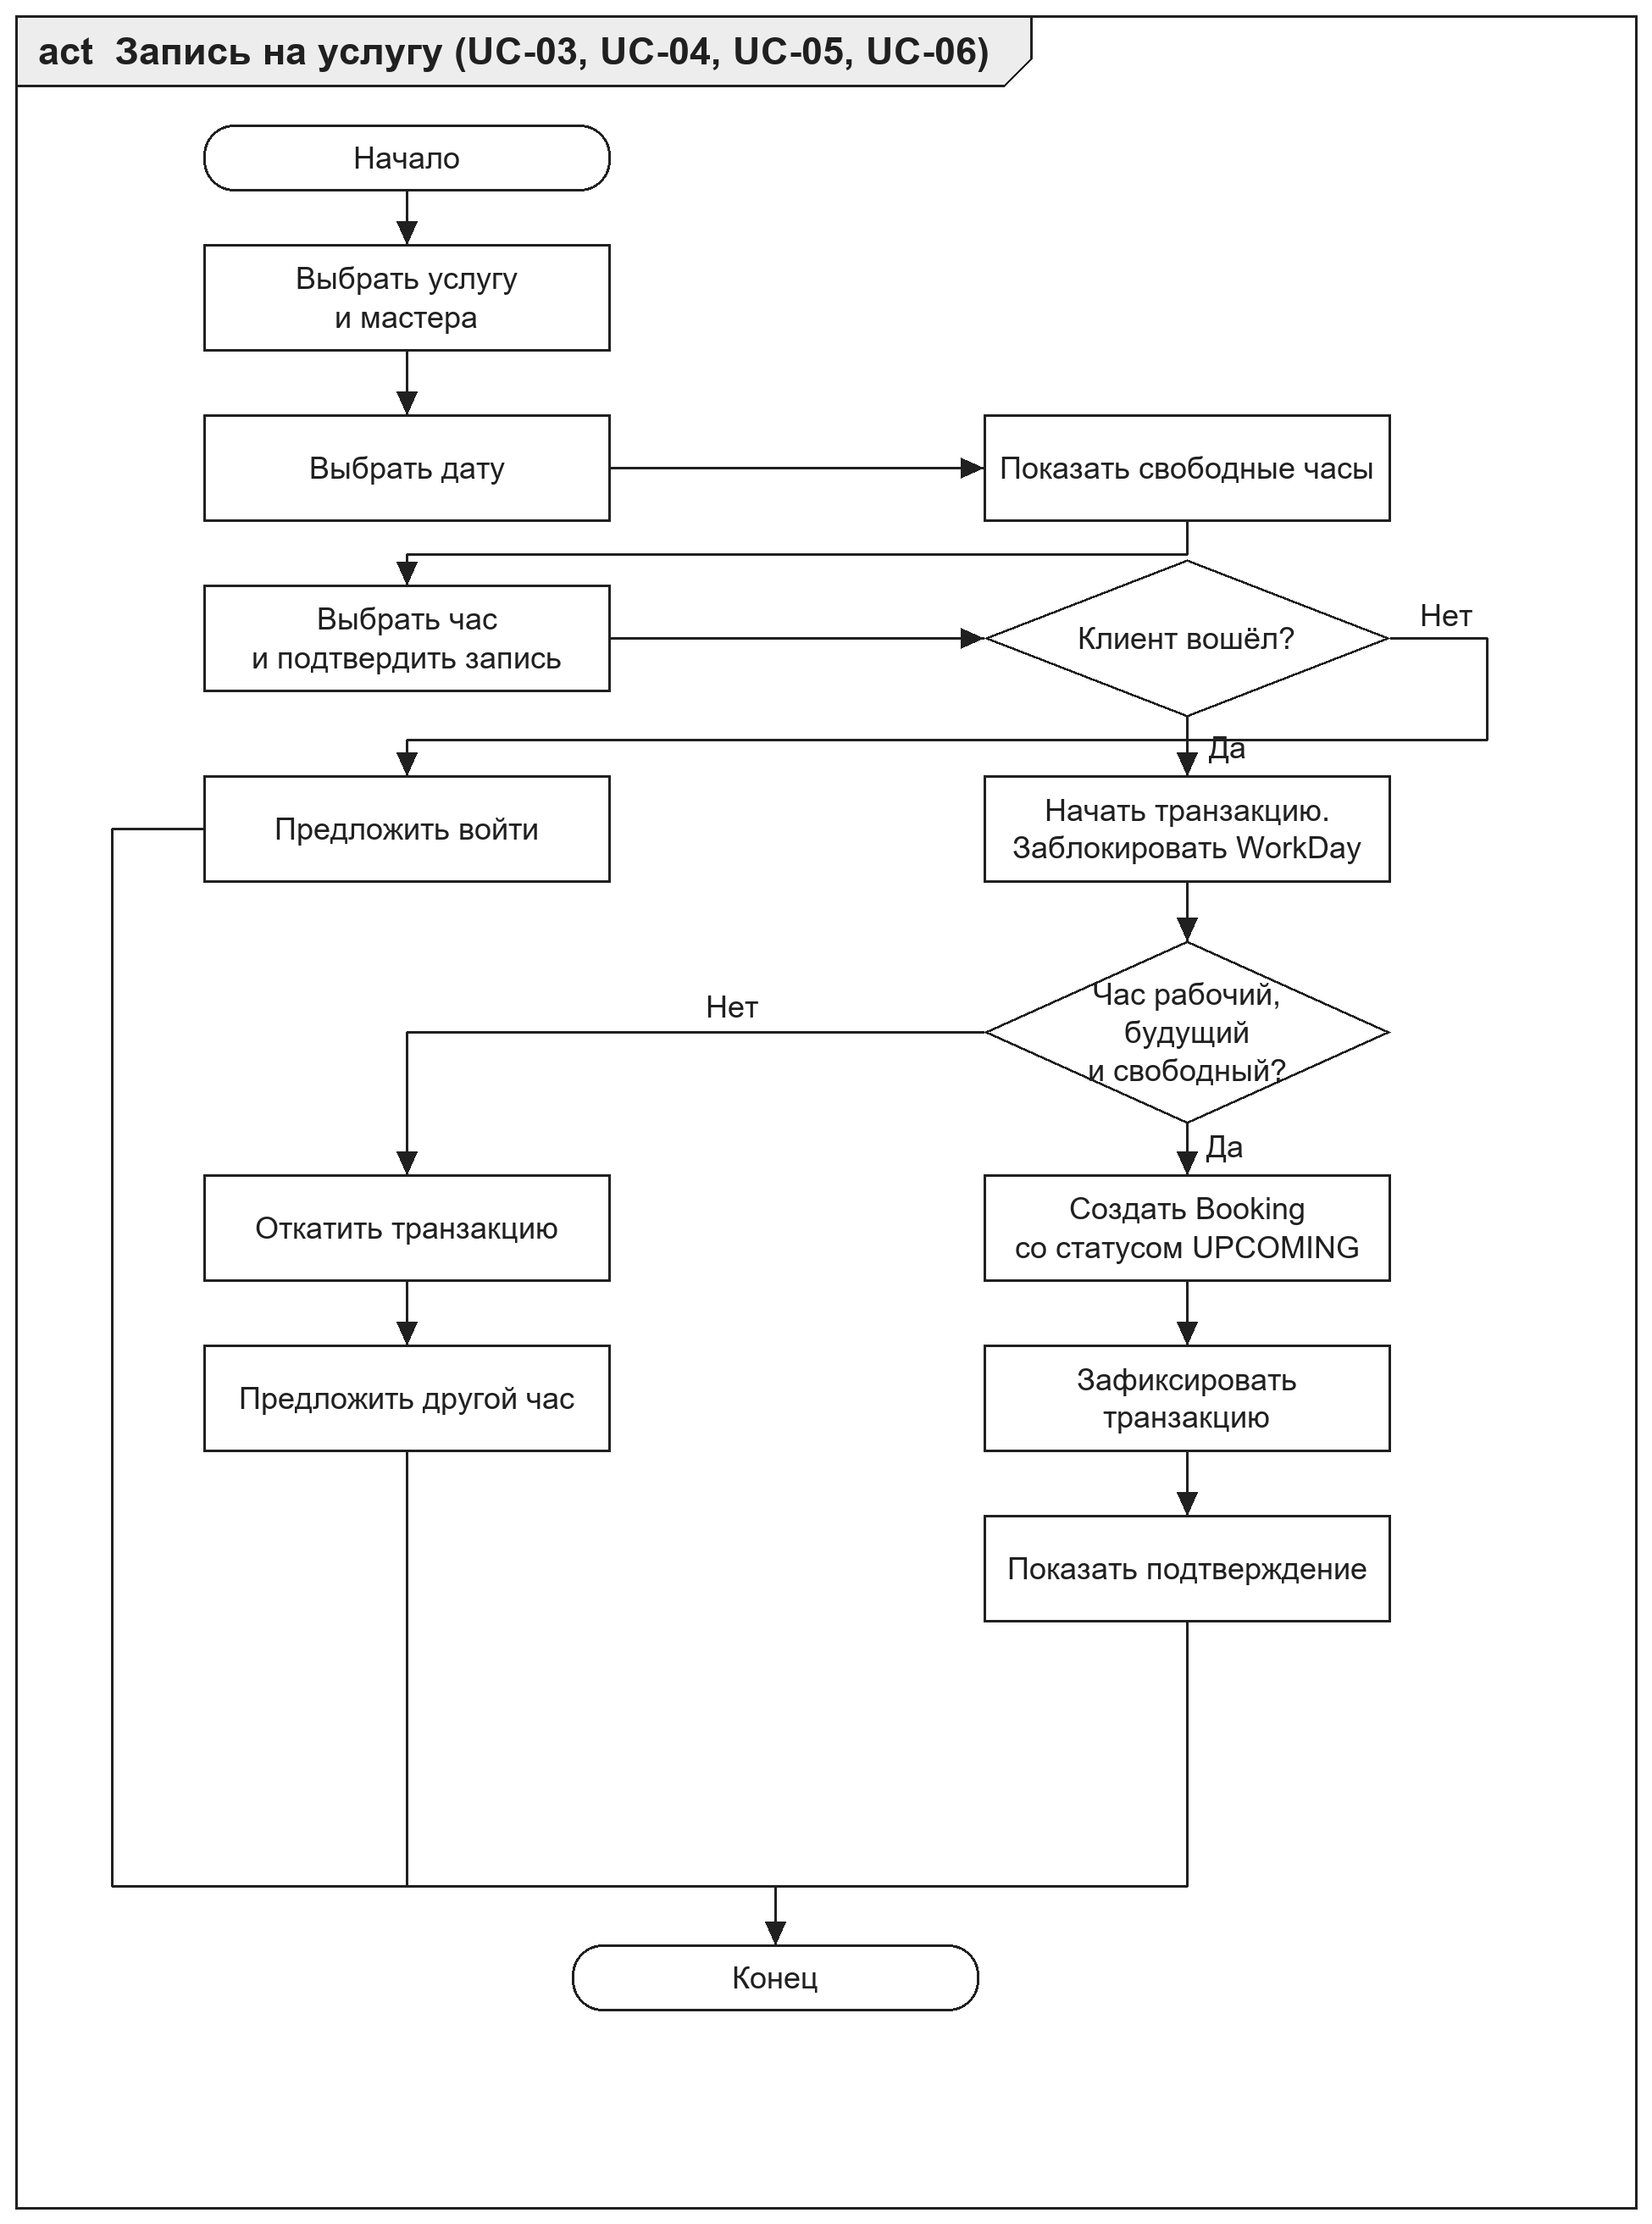 act  Запись на услугу (UC-03, UC-04, UC-05, UC-06)
Начало
Выбрать услугу
и мастера
Выбрать дату
Показать свободные часы
Выбрать час
и подтвердить запись
Клиент вошёл?
Нет
Да
Предложить войти
Начать транзакцию.
Заблокировать WorkDay
Час рабочий,
будущий
и свободный?
Нет
Да
Откатить транзакцию
Создать Booking
со статусом UPCOMING
Предложить другой час
Зафиксировать
транзакцию
Показать подтверждение
Конец